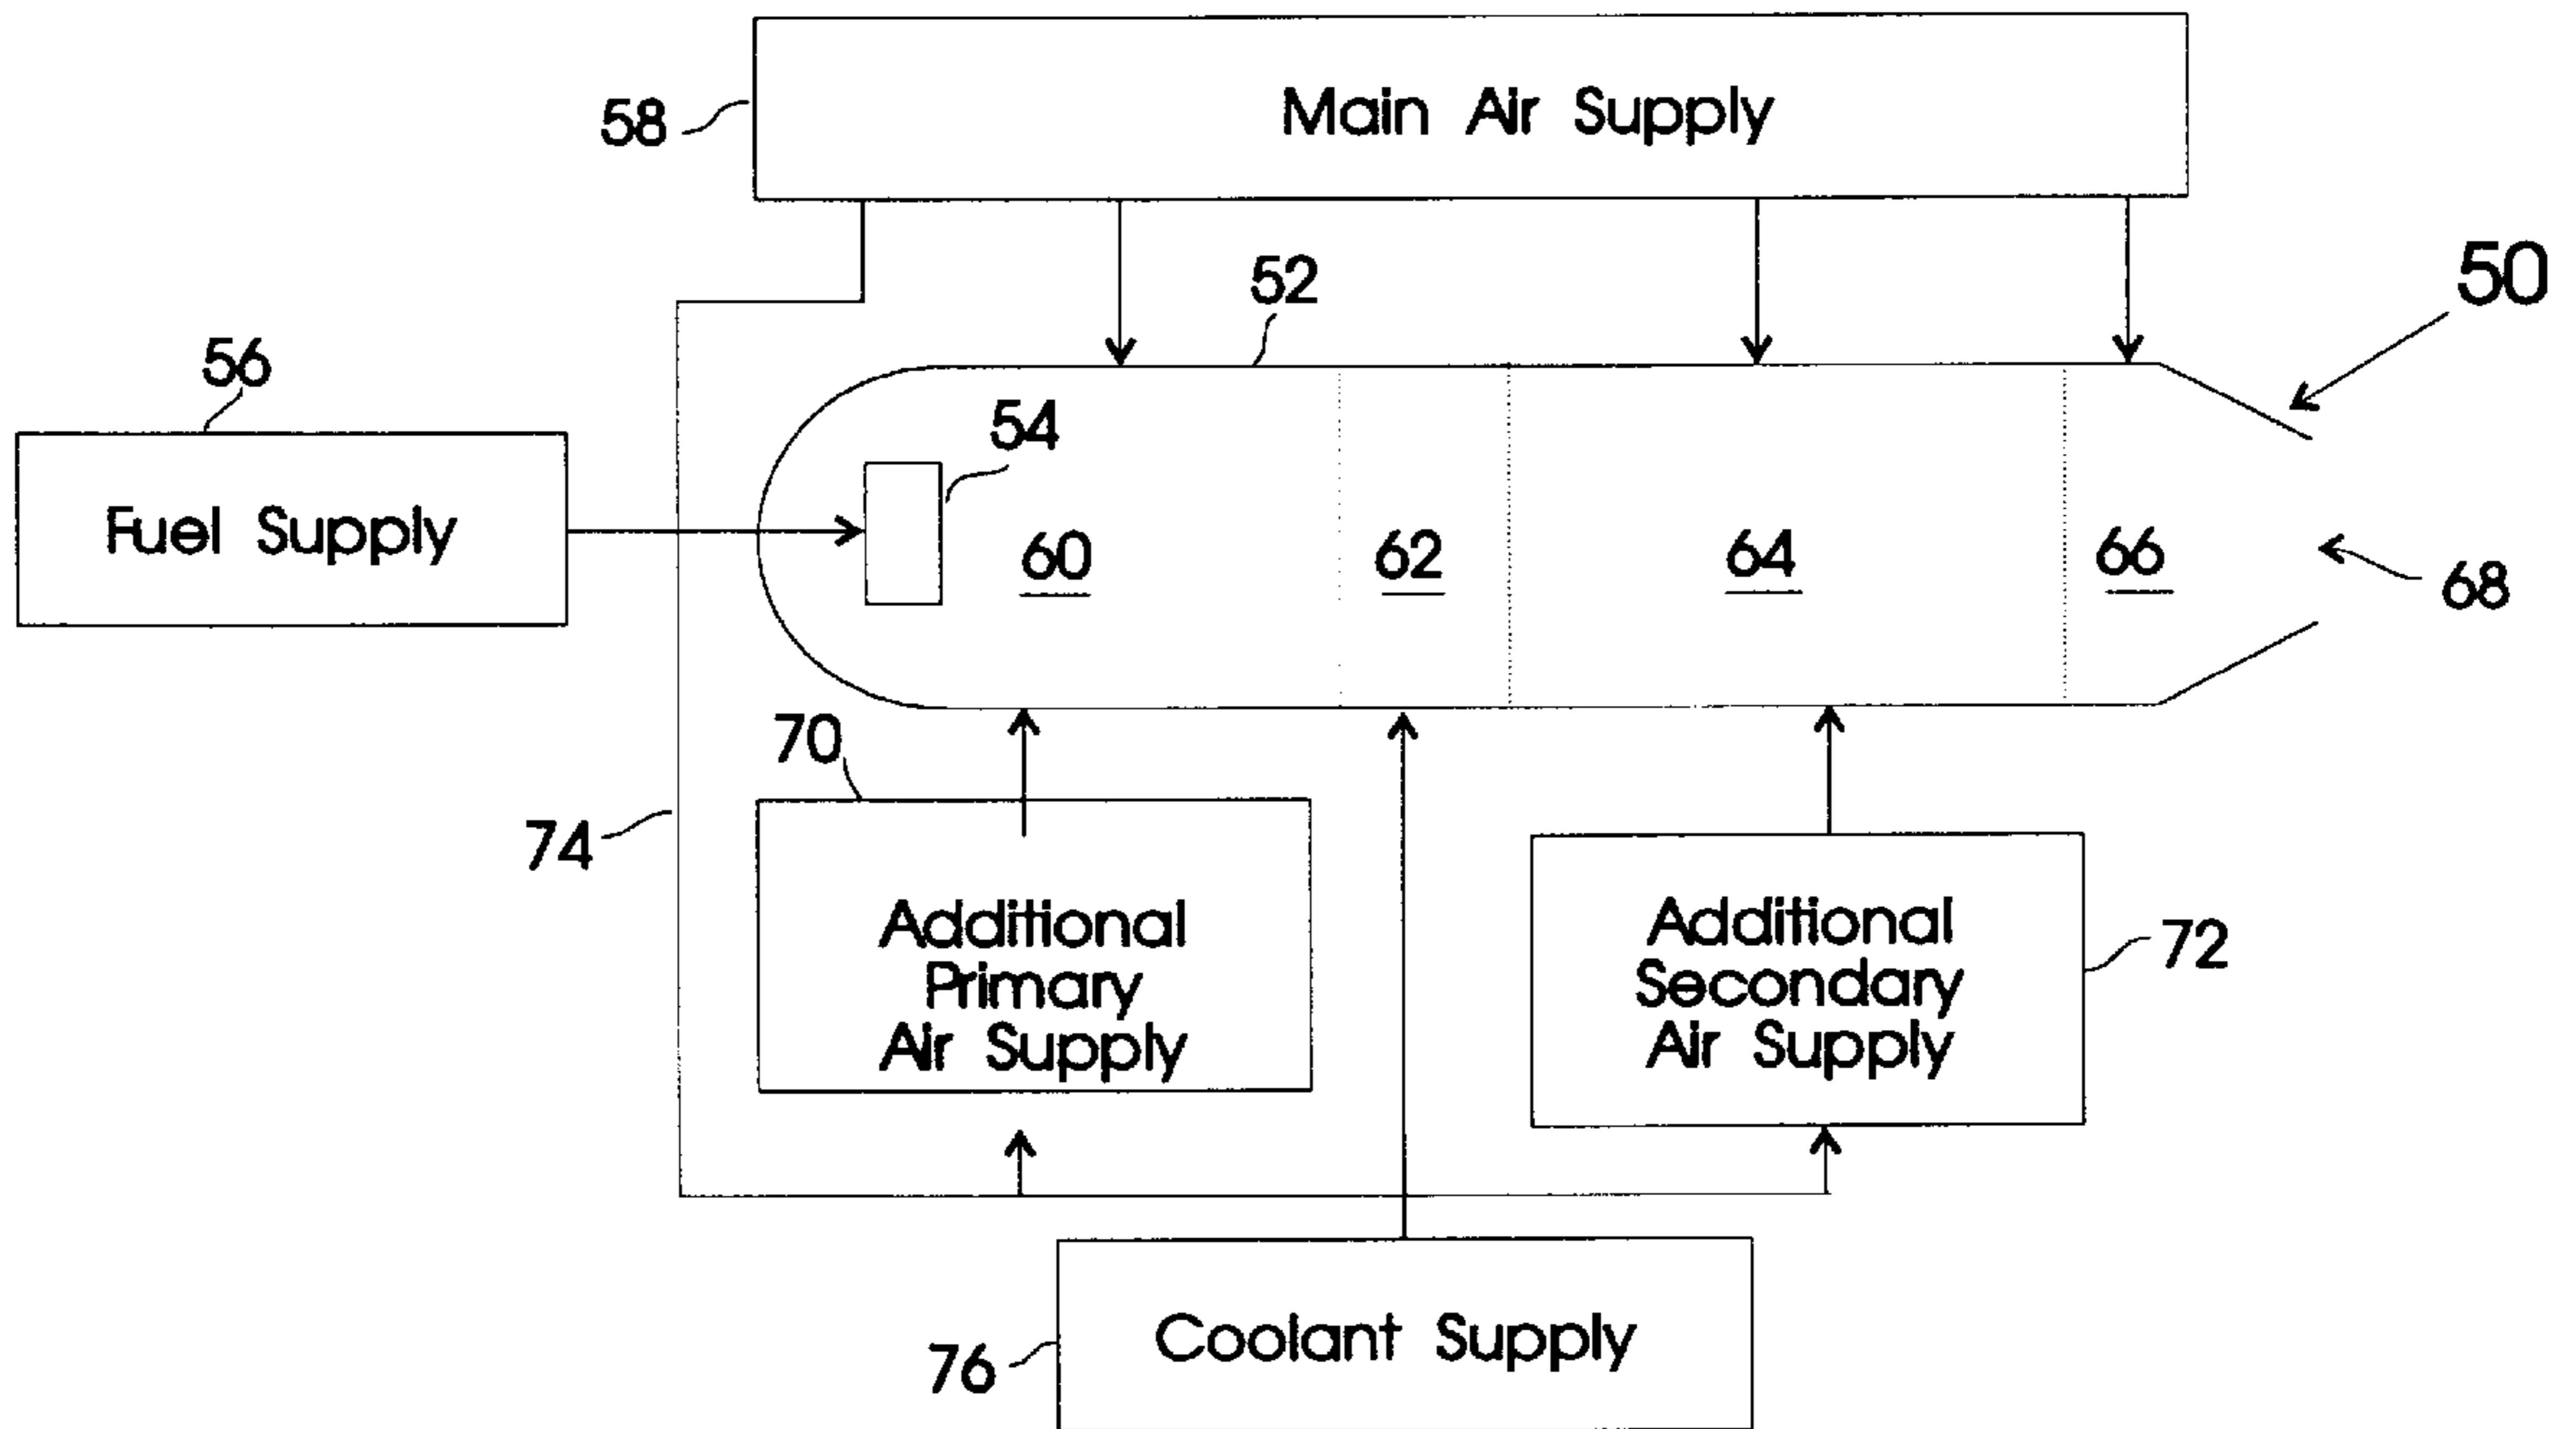 58
Main Air Supply
52
50
56
54
Fuel Supply
60
62
64
66
68
70
74
Additional
Primary
Air Supply
Additional
Secondary
Air Supply
72
76
Coolant Supply